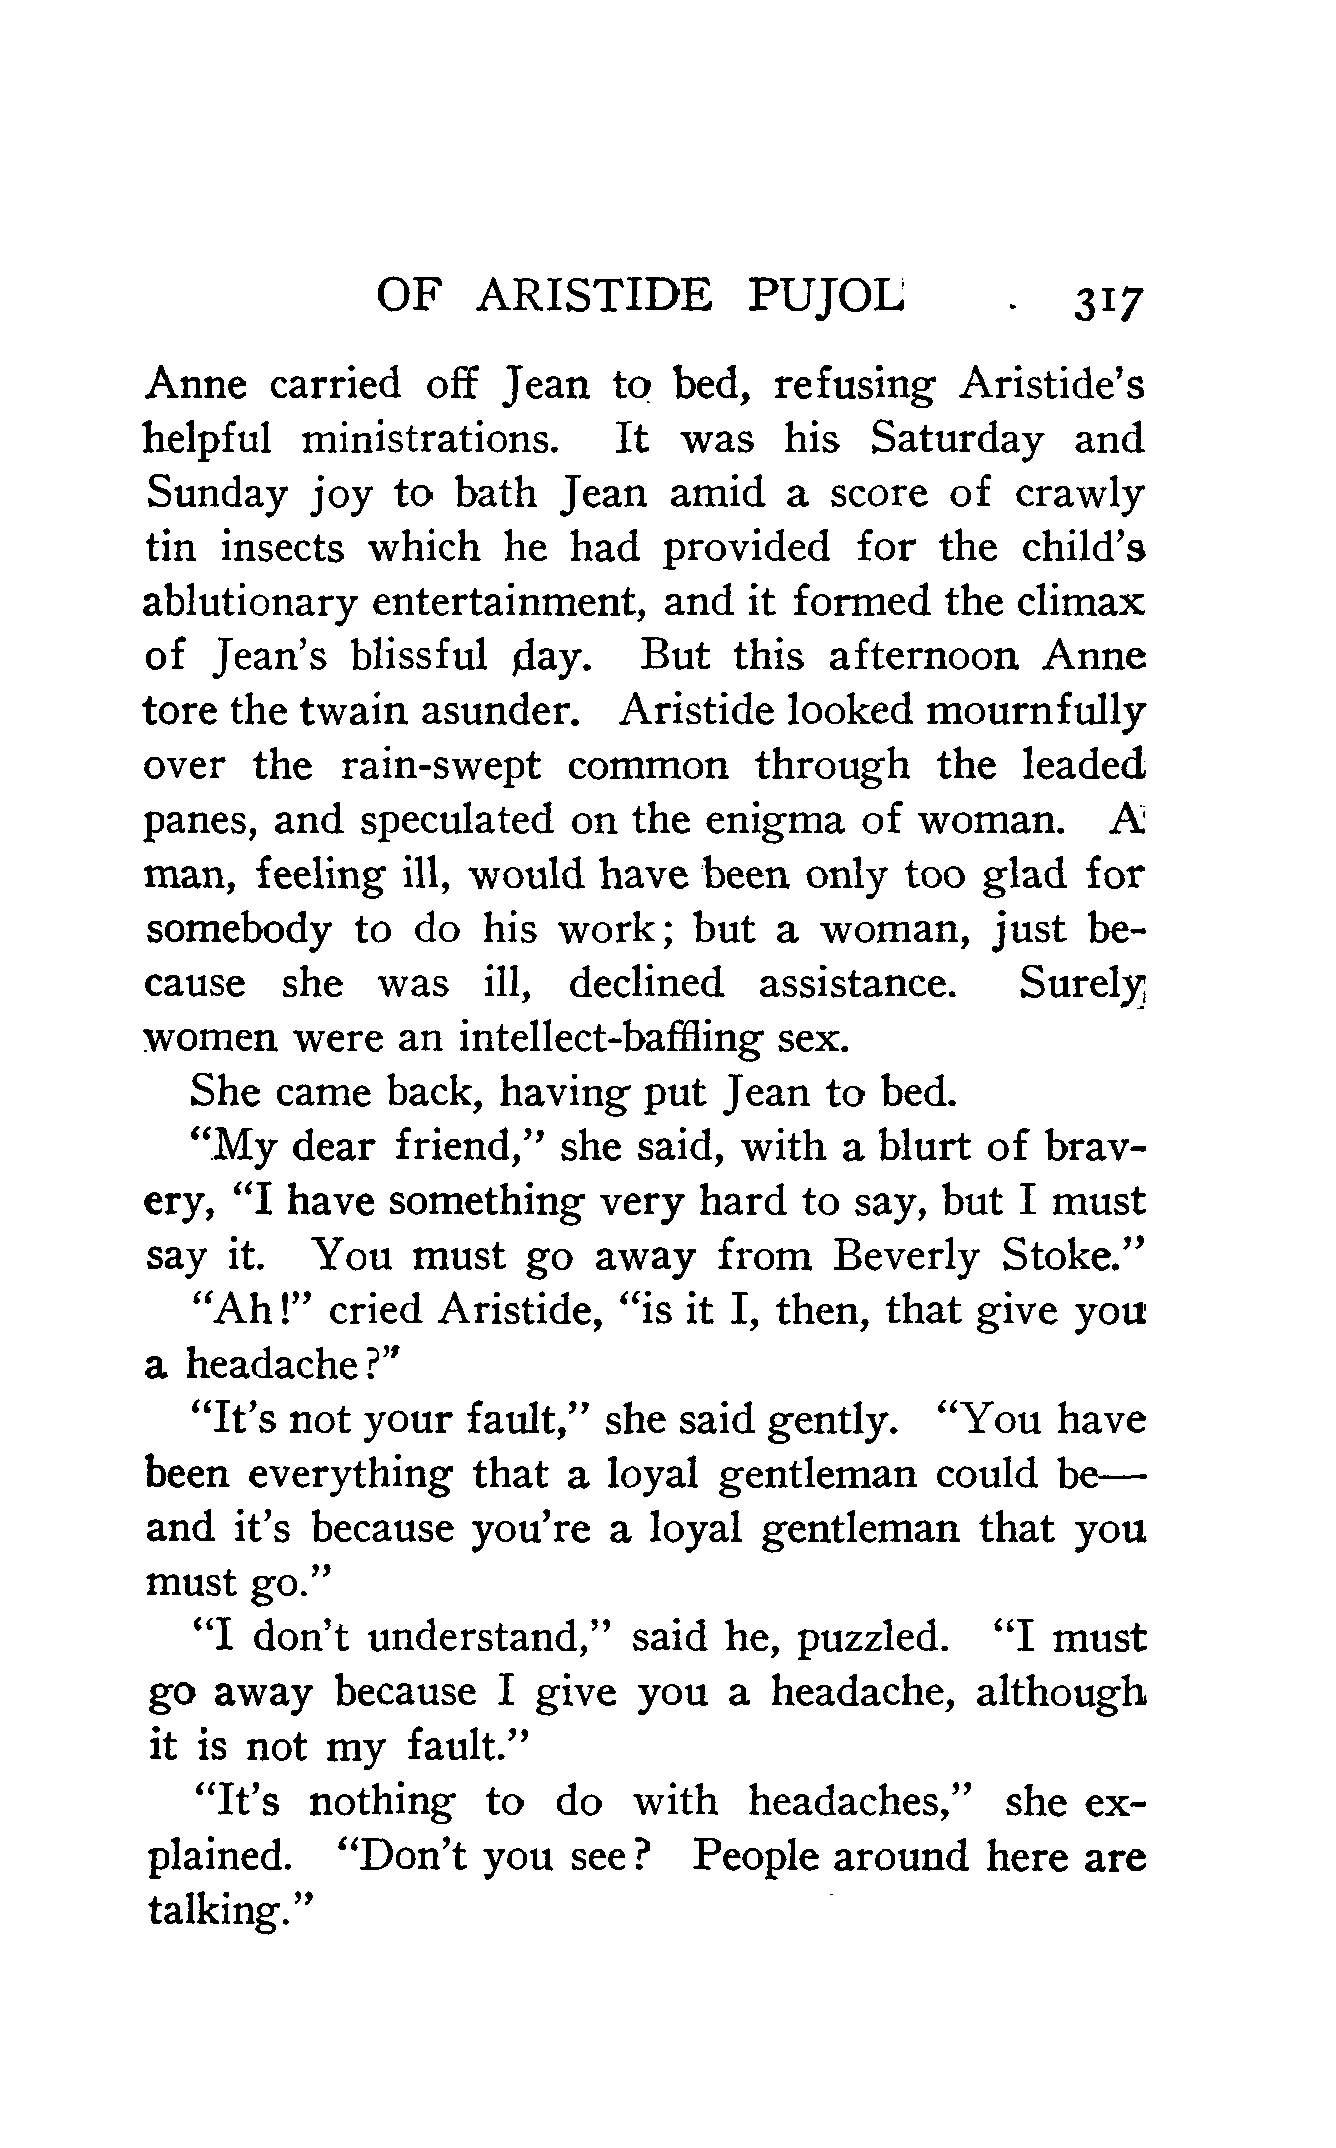 OF ARISTIDE PUJOL 317
Anne carried off Jean to bed, refusing Aristide's
helpful ministrations. It was his Saturday and
Sunday joy to bath Jean amid a score of crawly
tin insects which he had provided for the child's
ablutionary entertainment, and it formed the climax
of Jean's blissful day. But this afternoon Anne
tore the twain asunder. Aristide looked mournfully
over the rain-swept common through the leaded
panes, and speculated on the enigma of woman. A
man, feeling ill, would have been only too glad for
somebody to do his work; but a woman, just be-
cause she was ill, declined assistance. Surely
women were an intellect-baffling sex.
She came back, having put Jean to bed.
"My dear friend," she said, with a blurt of brav-
ery, "I have something very hard to say, but I must
say it. You must go away from Beverly Stoke."
"Ah!" cried Aristide, "is it I, then, that give you
a headache?"
"It's not your fault," she said gently. "You have
been everything that a loyal gentleman could be—
and it's because you're a loyal gentleman that you
must go."
"I don't understand," said he, puzzled. "I must
go away because I give you a headache, although
it is not my fault."
"It's nothing to do with headaches," she ex-
plained. "Don't you see? People around here are
talking."